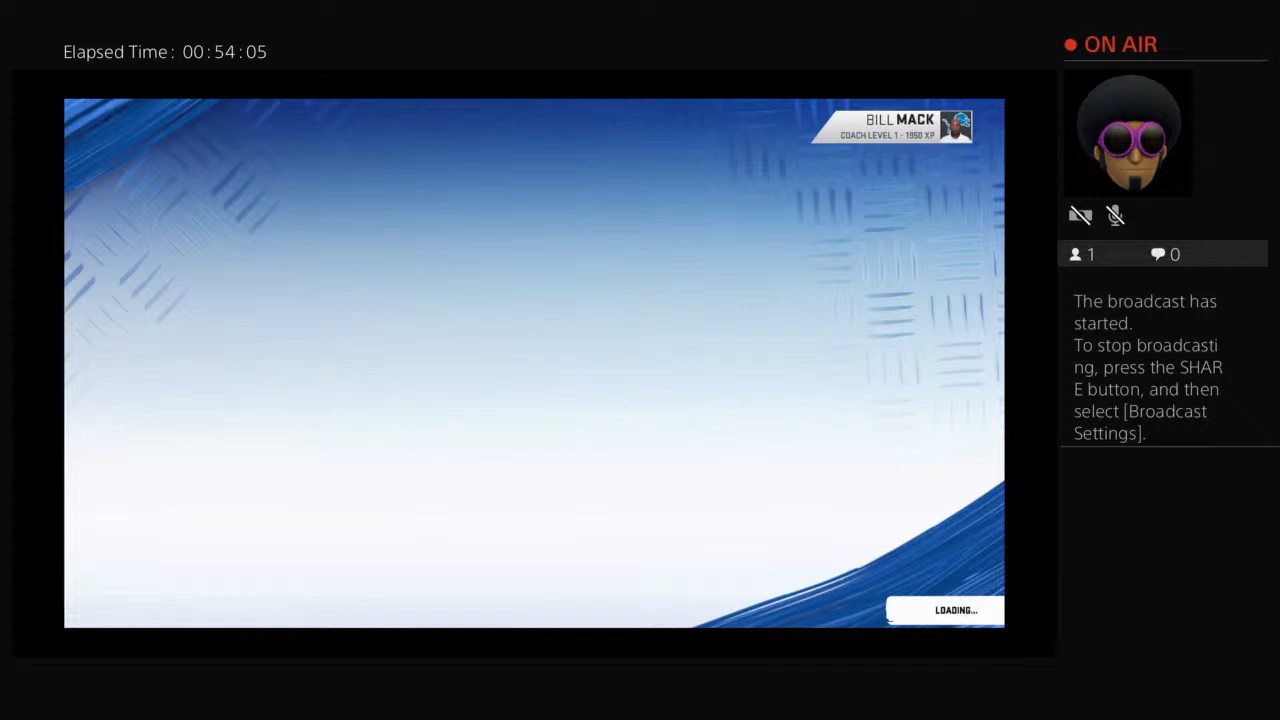 Elapsed Time: 00:54:05
ON AIR
BILL MACK
COACH LEVEL 1 - 1950 XP
1
0
The broadcast has
started.
To stop broadcasti
ng, press the SHAR
E button, and then
select [Broadcast
Settings].
LOADING...